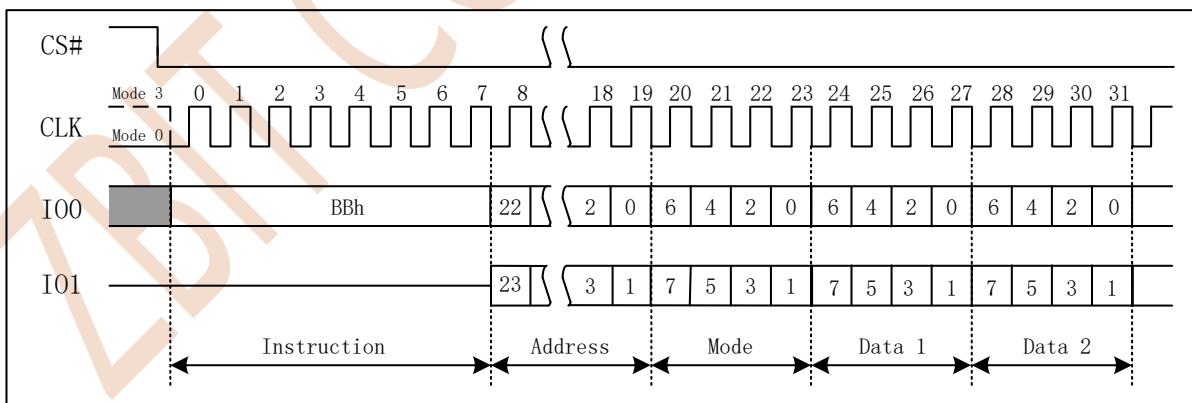 ZBIT CO
CS#
Mode 3 0 1 2 3 4 5 6 7 8 18 19 20 21 22 23 24 25 26 27 28 29 30 31
CLK
Mode 0
IO0 BBh 22 2 0 6 4 2 0 6 4 2 0 6 4 2 0
IO1 23 3 1 7 5 3 1 7 5 3 1 7 5 3 1
Instruction Address Mode Data 1 Data 2